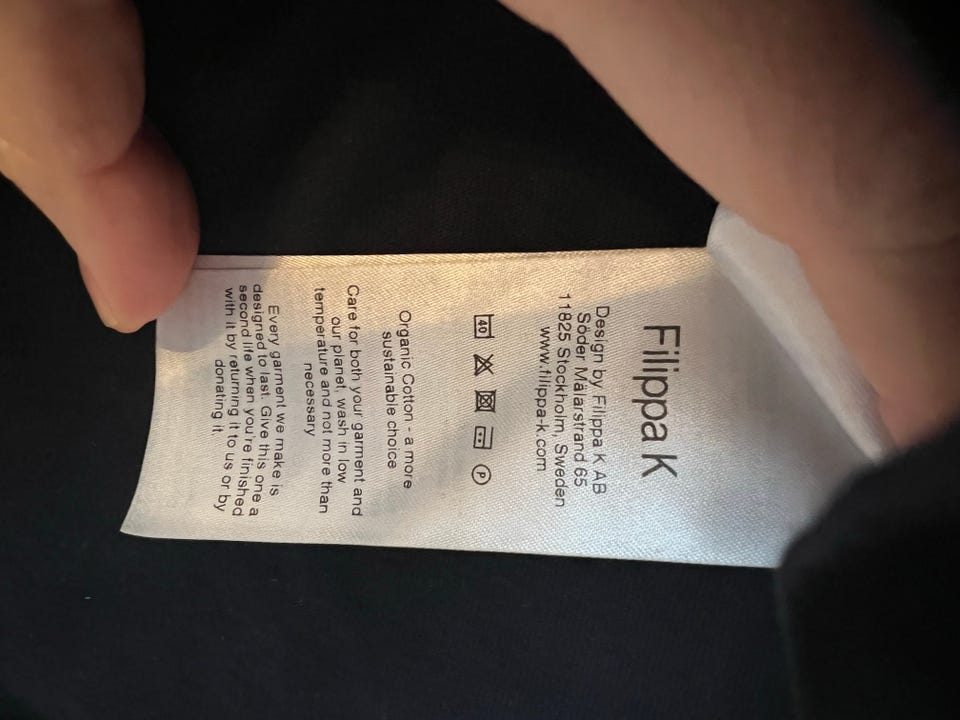 Filippa K
Design by Filippa K AB
Söder Mälarstrand 65
11825 Stockholm, Sweden
www.filippa-k.com
40
P
Organic Cotton - a more
sustainable choice
Care for both your garment and
our planet, wash in low
temperature and not more than
necessary
Every garment we make is
designed to last. Give this one a
second life when you're finished
with it by returning it to us or by
donating it.